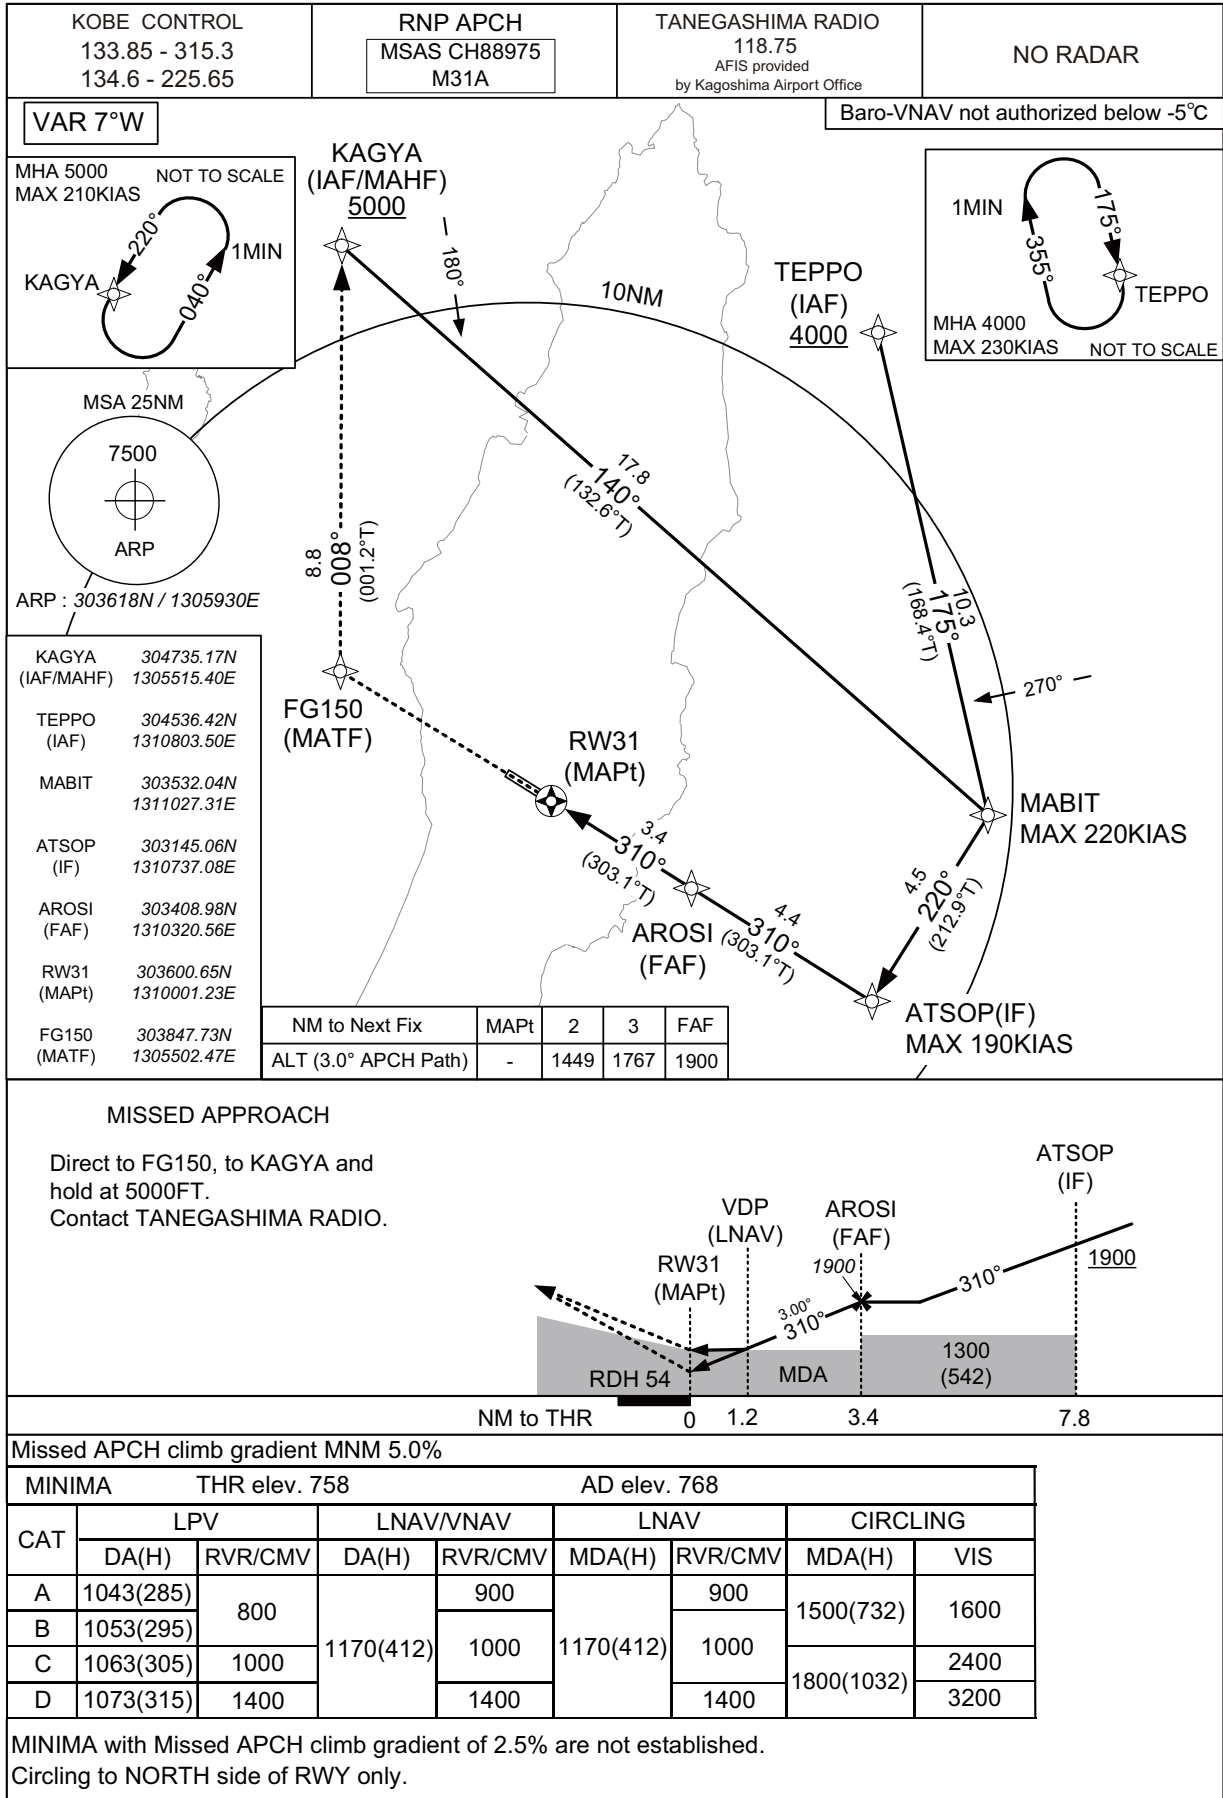 KOBE CONTROL
133.85 - 315.3
134.6 - 225.65
RNP APCH
MSAS CH88975
M31A
TANEGASHIMA RADIO
118.75
AFIS provided
by Kagoshima Airport Office
NO RADAR
VAR 7°W
Baro-VNAV not authorized below -5°C
MHA 5000
MAX 210KIAS
NOT TO SCALE
220°
1MIN
KAGYA
040°
KAGYA
(IAF/MAHF)
5000
180°
10NM
TEPPO
(IAF)
4000
1MIN
175°
355°
TEPPO
MHA 4000
MAX 230KIAS
NOT TO SCALE
MSA 25NM
7500
ARP
ARP : 303618N / 1305930E
17.8
140°
(132.6°T)
8.8
008°
(001.2°T)
10.3
175°
(168.4°T)
270°
KAGYA 304735.17N
(IAF/MAHF) 1305515.40E
TEPPO 304536.42N
(IAF) 1310803.50E
MABIT 303532.04N
1311027.31E
ATSOP 303145.06N
(IF) 1310737.08E
AROSI 303408.98N
(FAF) 1310320.56E
RW31 303600.65N
(MAPt) 1310001.23E
FG150 303847.73N
(MATF) 1305502.47E
FG150
(MATF)
RW31
(MAPt)
MABIT
MAX 220KIAS
3.4
310°
(303.1°T)
4.5
220°
(212.9°T)
AROSI
(FAF)
4.4
310°
(303.1°T)
ATSOP(IF)
MAX 190KIAS
NM to Next Fix MAPt 2 3 FAF
ALT (3.0° APCH Path) - 1449 1767 1900
MISSED APPROACH
Direct to FG150, to KAGYA and
hold at 5000FT.
Contact TANEGASHIMA RADIO.
ATSOP
(IF)
VDP
(LNAV)
AROSI
(FAF)
RW31
(MAPt)
1900
1900
310°
3.00°
310°
RDH 54
MDA
1300
(542)
NM to THR 0 1.2 3.4 7.8
Missed APCH climb gradient MNM 5.0%
MINIMA THR elev. 758 AD elev. 768
CAT LPV LNAV/VNAV LNAV CIRCLING
DA(H) RVR/CMV DA(H) RVR/CMV MDA(H) RVR/CMV MDA(H) VIS
A 1043(285) 800 1170(412) 900 1170(412) 900 1500(732) 1600
B 1053(295) 1000 1000
C 1063(305) 1000 1800(1032) 2400
D 1073(315) 1400 1400 1400 3200
MINIMA with Missed APCH climb gradient of 2.5% are not established.
Circling to NORTH side of RWY only.